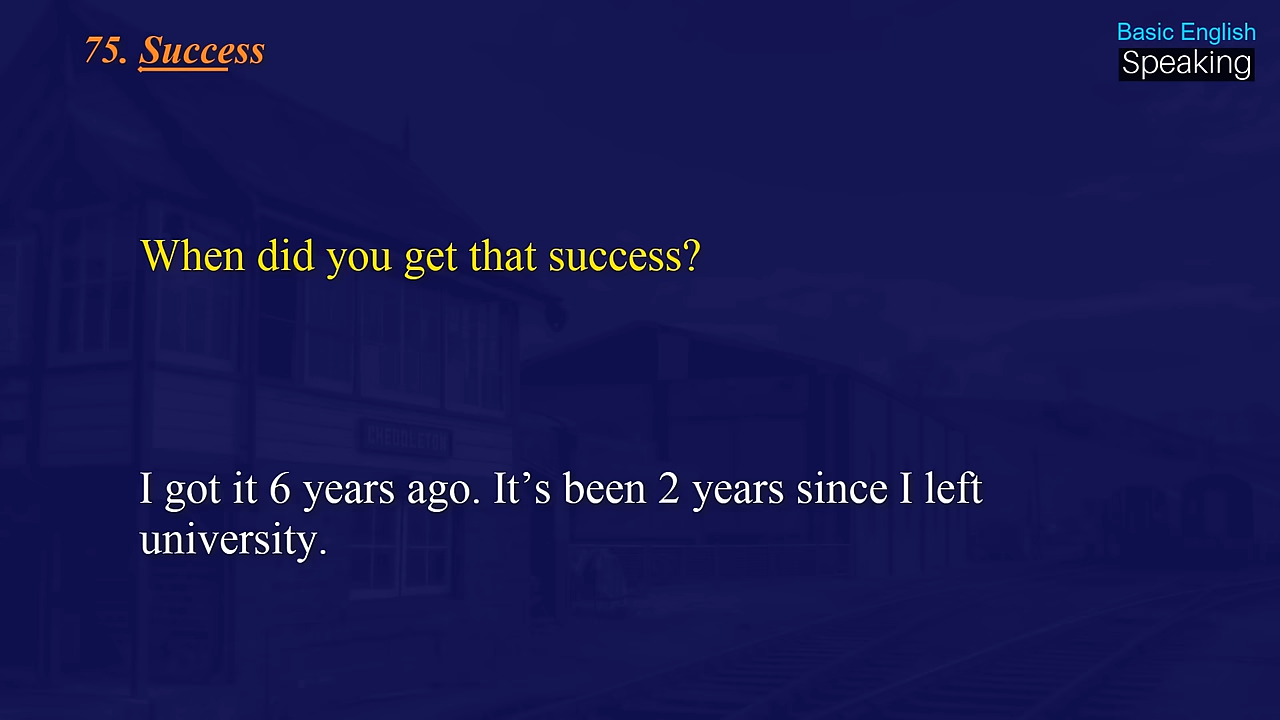 75. Success
Basic English
Speaking
When did you get that success?
CHEDDLETON
I got it 6 years ago. It’s been 2 years since I left
university.